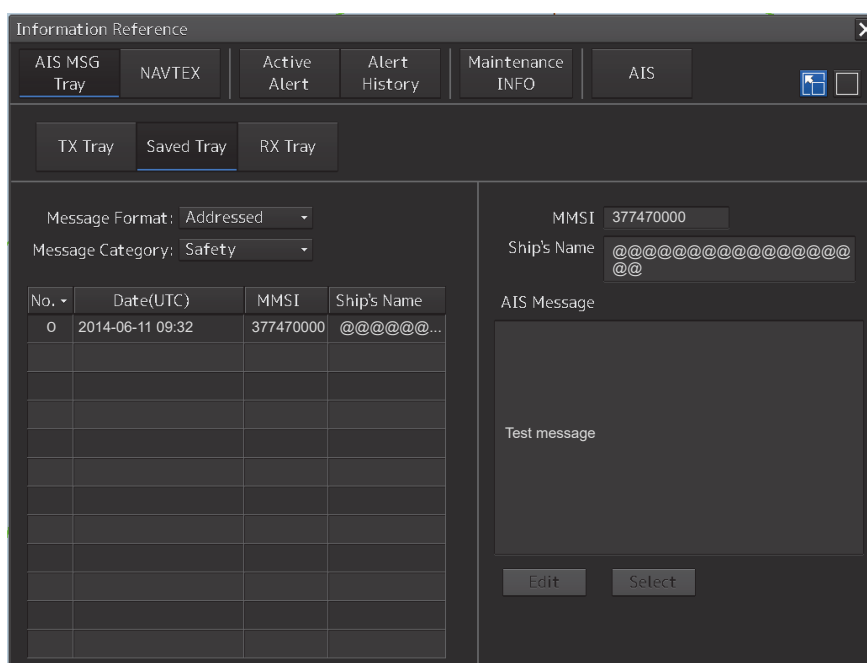 Information Reference
AIS MSG Tray
NAVTEX
Active Alert
Alert History
Maintenance INFO
AIS
TX Tray
Saved Tray
RX Tray
Message Format: Addressed
Message Category: Safety
No. Date(UTC) MMSI Ship's Name
0 2014-06-11 09:32 377470000 @@@@@@...
MMSI 377470000
Ship's Name @@@@@@@@@@@@@@@@
@@
AIS Message
Test message
Edit Select